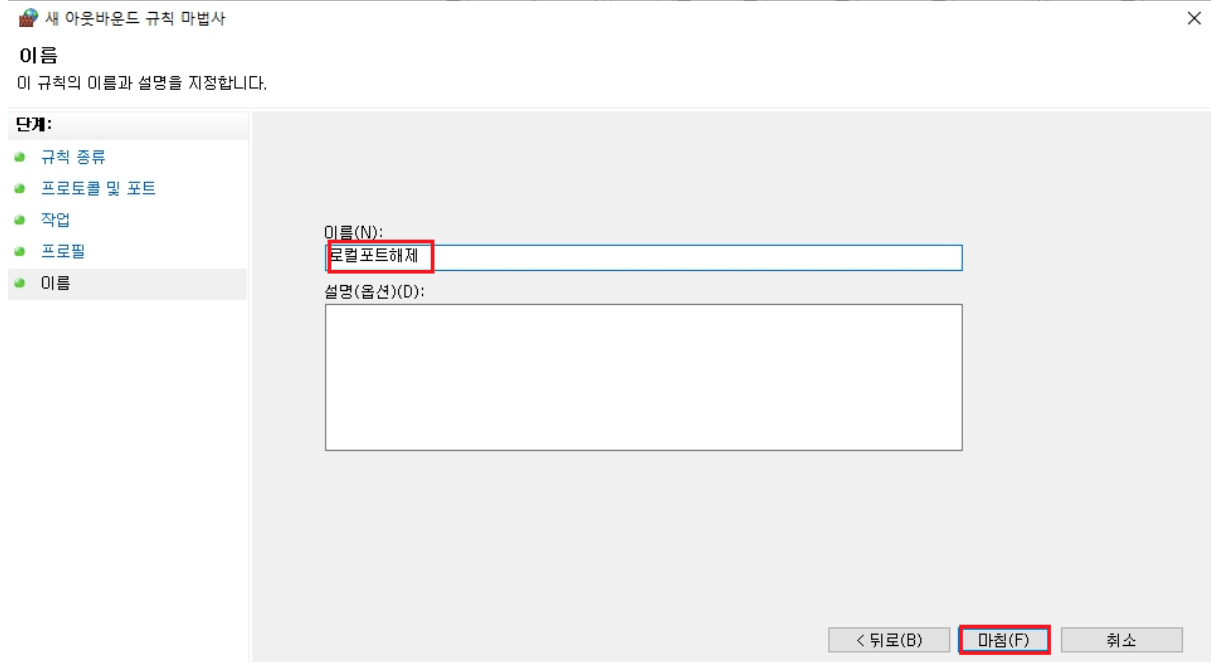 새 아웃바운드 규칙 마법사
이름
이 규칙의 이름과 설명을 지정합니다.
단계:
규칙 종류
프로토콜 및 포트
작업
프로필
이름
이름(N):
로컬포트해제
설명(옵션)(D):
< 뒤로(B)
마침(F)
취소